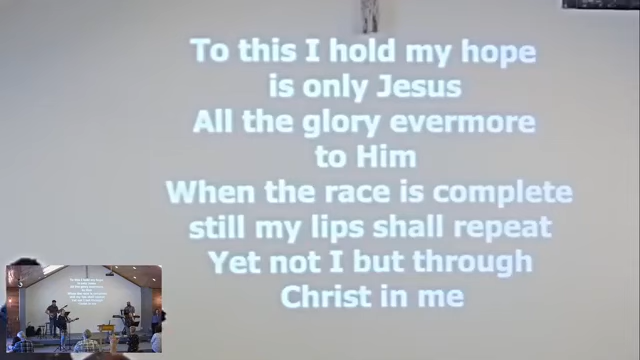 To this I hold my hope
is only Jesus
All the glory evermore
to Him
When the race is complete
still my lips shall repeat
Yet not I but through
Christ in me